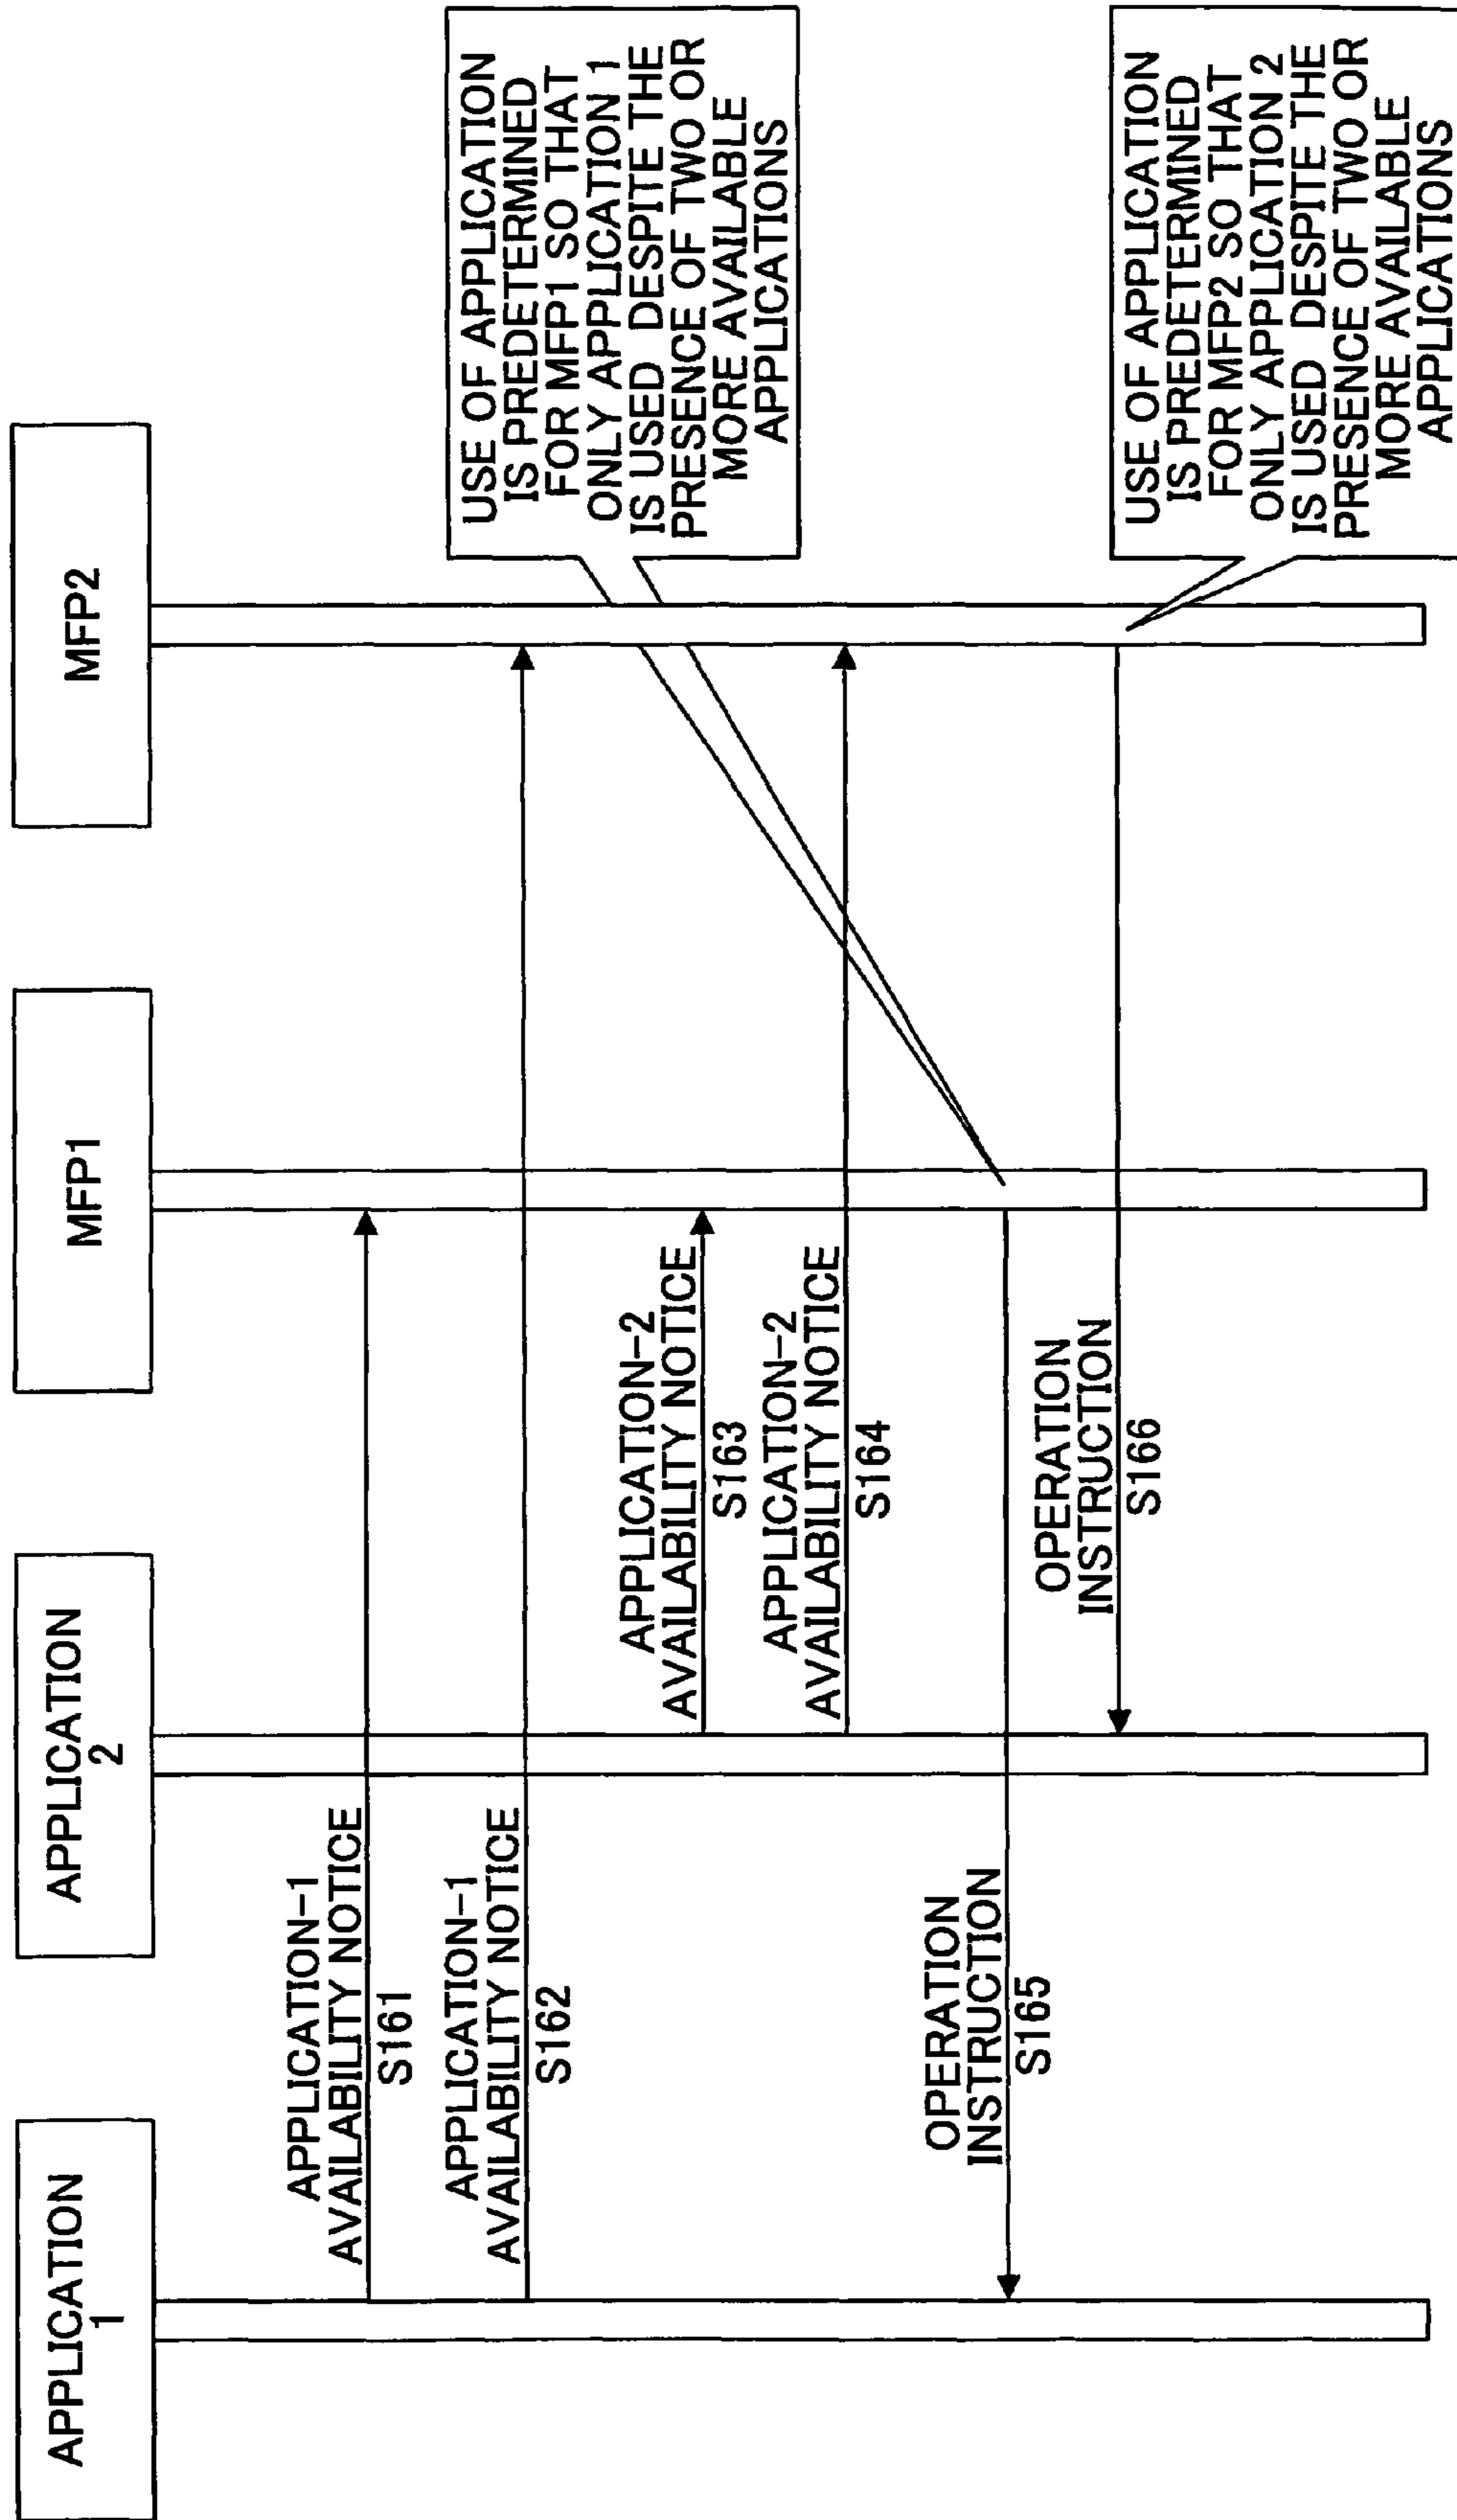 APPLICATION
1
APPLICATION
2
MFP1
MFP2
APPLICATION-1
AVAILABILITY NOTICE
S161
APPLICATION-1
AVAILABILITY NOTICE
S162
APPLICATION-2
AVAILABILITY NOTICE
S163
APPLICATION-2
AVAILABILITY NOTICE
S164
OPERATION
INSTRUCTION
S165
OPERATION
INSTRUCTION
S166
USE OF APPLICATION
IS PREDETERMINED
FOR MFP1 SO THAT
ONLY APPLICATION 1
IS USED DESPITE THE
PRESENCE OF TWO OR
MORE AVAILABLE
APPLICATIONS
USE OF APPLICATION
IS PREDETERMINED
FOR MFP2 SO THAT
ONLY APPLICATION 2
IS USED DESPITE THE
PRESENCE OF TWO OR
MORE AVAILABLE
APPLICATIONS